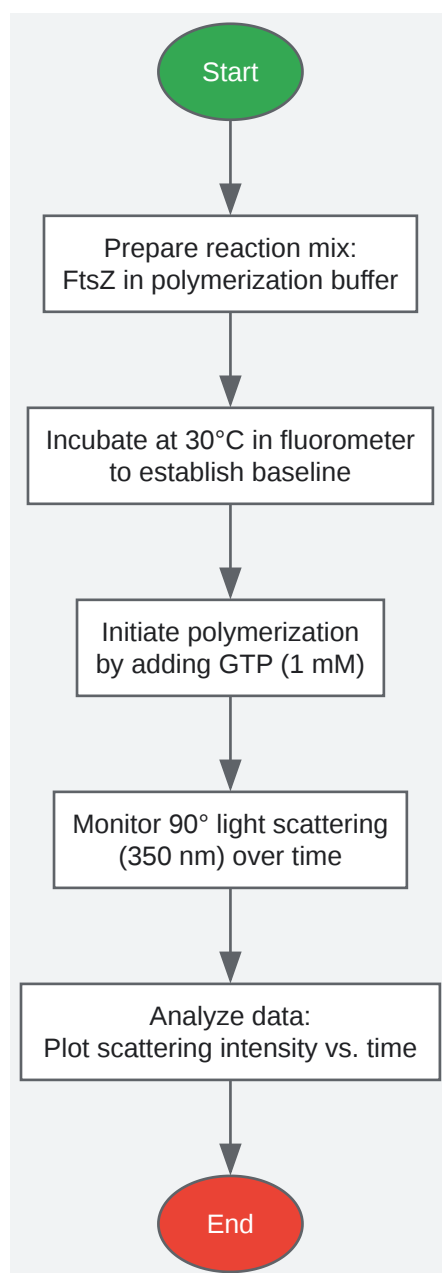 Start
Prepare reaction mix:
FtsZ in polymerization buffer
Incubate at 30°C in fluorometer
to establish baseline
Initiate polymerization
by adding GTP (1 mM)
Monitor 90° light scattering
(350 nm) over time
Analyze data:
Plot scattering intensity vs. time
End